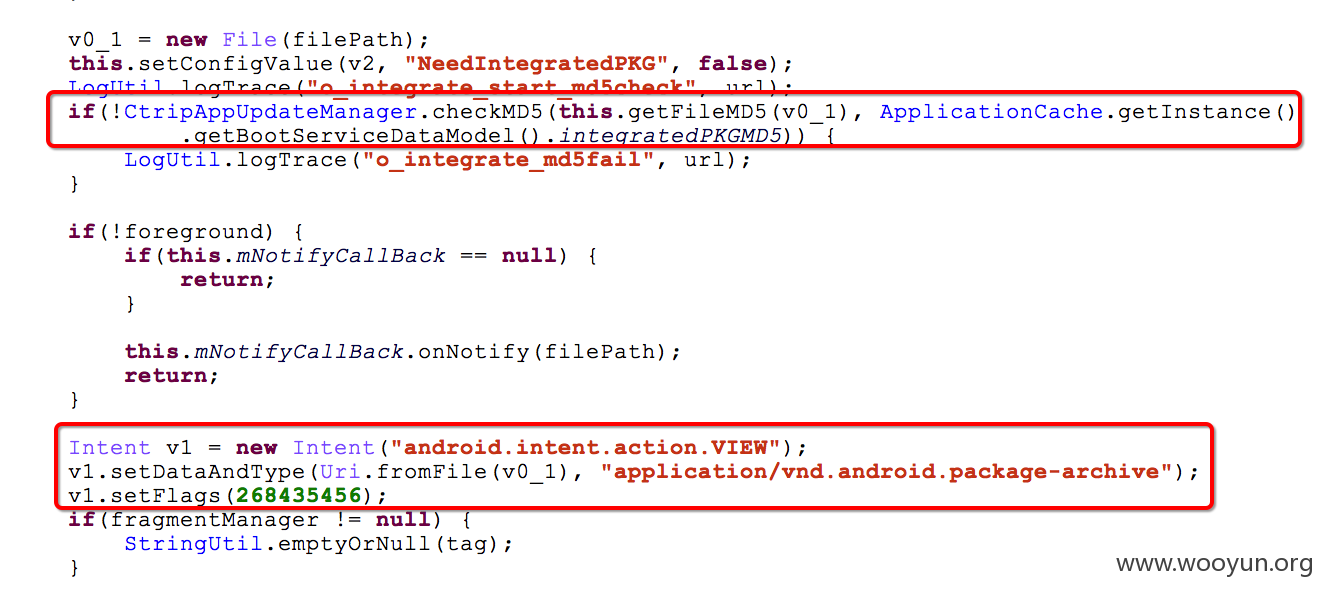 v0_1 = new File(filePath);
this.setConfigValue(v2, "NeedIntegratedPKG", false);
LogUtil.logTrace("o_integrate_start_md5check", url);
if(!CtripAppUpdateManager.checkMD5(this.getFileMD5(v0_1), ApplicationCache.getInstance()
.getBootServiceDataModel().integratedPKGMD5)) {
LogUtil.logTrace("o_integrate_md5fail", url);
}
if(!foreground) {
if(this.mNotifyCallBack == null) {
return;
}
this.mNotifyCallBack.onNotify(filePath);
return;
}
Intent v1 = new Intent("android.intent.action.VIEW");
v1.setDataAndType(Uri.fromFile(v0_1), "application/vnd.android.package-archive");
v1.setFlags(268435456);
if(fragmentManager != null) {
StringUtil.emptyOrNull(tag);
}
www.wooyun.org